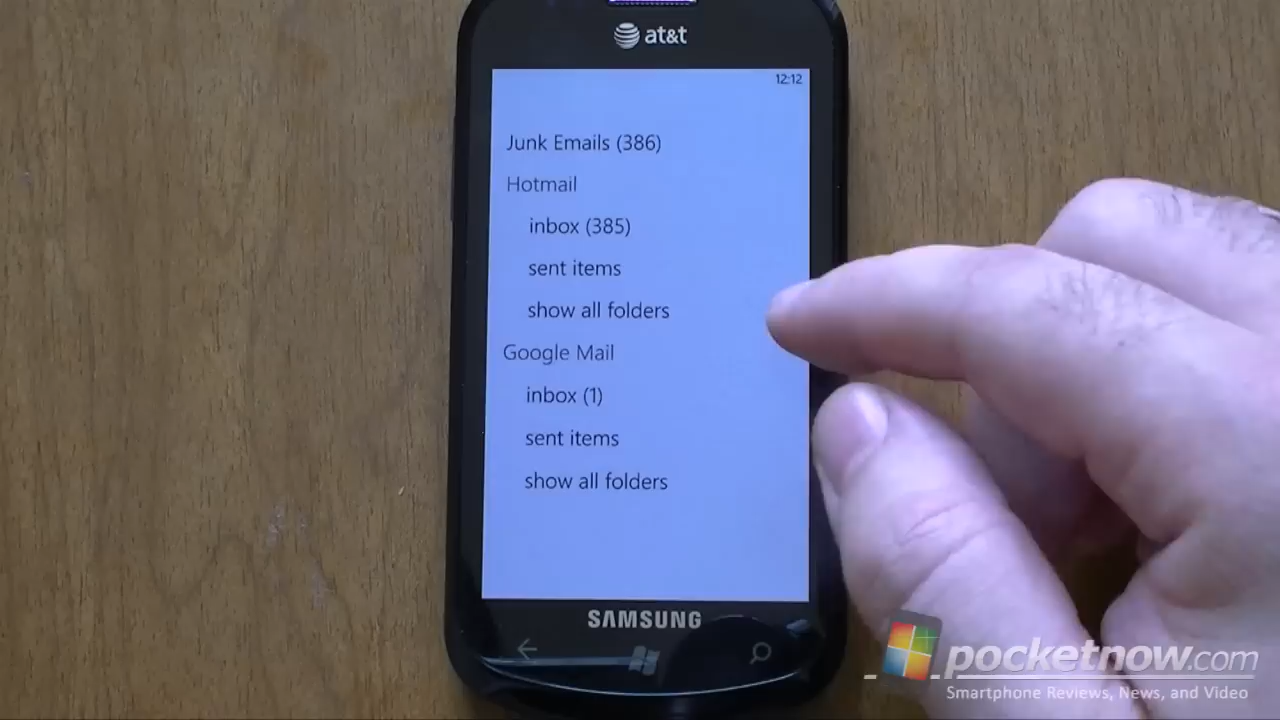 at&t
12:12
Junk Emails (386)
Hotmail
inbox (385)
sent items
show all folders
Google Mail
inbox (1)
sent items
show all folders
SAMSUNG
pocketnow.com
Smartphone Reviews, News, and Video